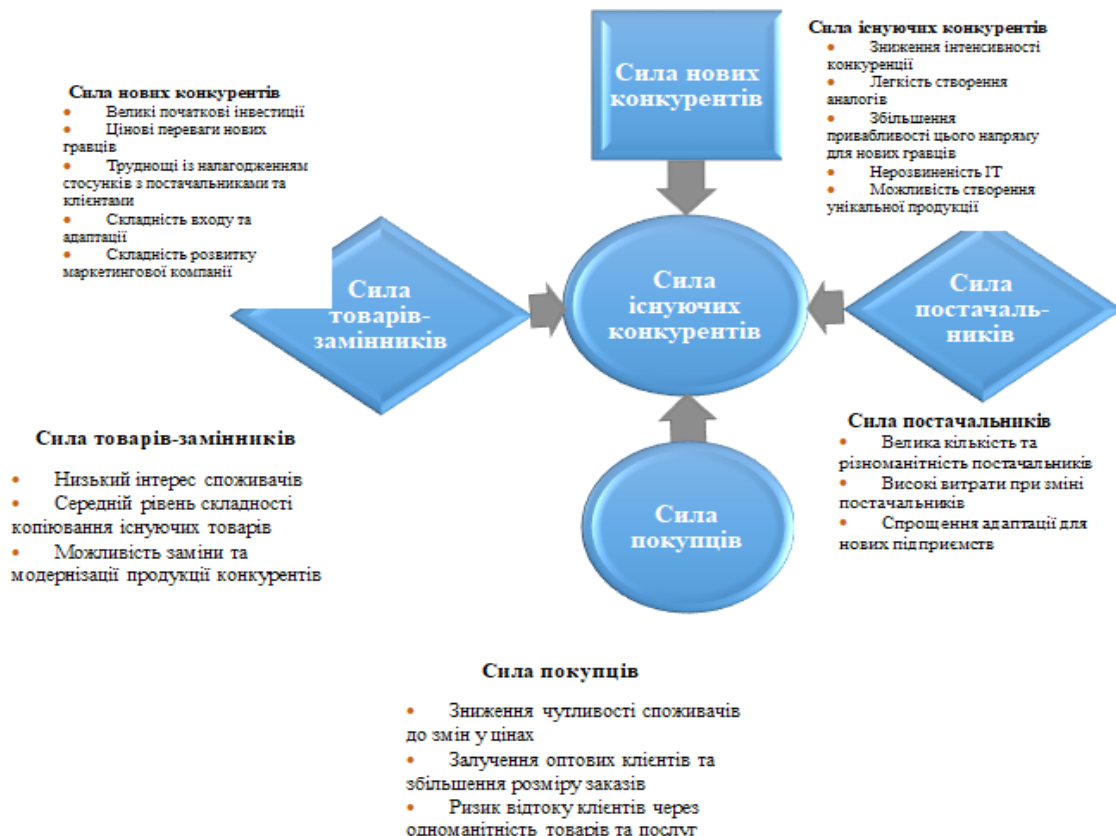 Сила нових конкурентів
Великі початкові інвестиції
Цінові переваги нових
гравців
Труднощі із налагодженням
стосунків з постачальниками та
клієнтами
Складність входу та
адаптації
Складність розвитку
маркетингової компанії
Сила нових
конкурентів
Сила існуючих конкурентів
Зниження інтенсивності
конкуренції
Легкість створення
аналогів
Збільшення
привабливості цього напряму
для нових гравців
Нерозвиненість ІТ
Можливість створення
унікальної продукції
Сила
товарів-
замінників
Сила
існуючих
конкурентів
Сила
постачаль-
ників
Сила товарів-замінників
Низький інтерес споживачів
Середній рівень складності
копіювання існуючих товарів
Можливість заміни та
модернізації продукції конкурентів
Сила
покупців
Сила постачальників
Велика кількість та
різноманітність постачальників
Високі витрати при зміні
постачальників
Спрощення адаптації для
нових підприємств
Сила покупців
Зниження чутливості споживачів
до змін у цінах
Залучення оптових клієнтів та
збільшення розміру заказів
Ризик відтоку клієнтів через
одноманітність товарів та послуг